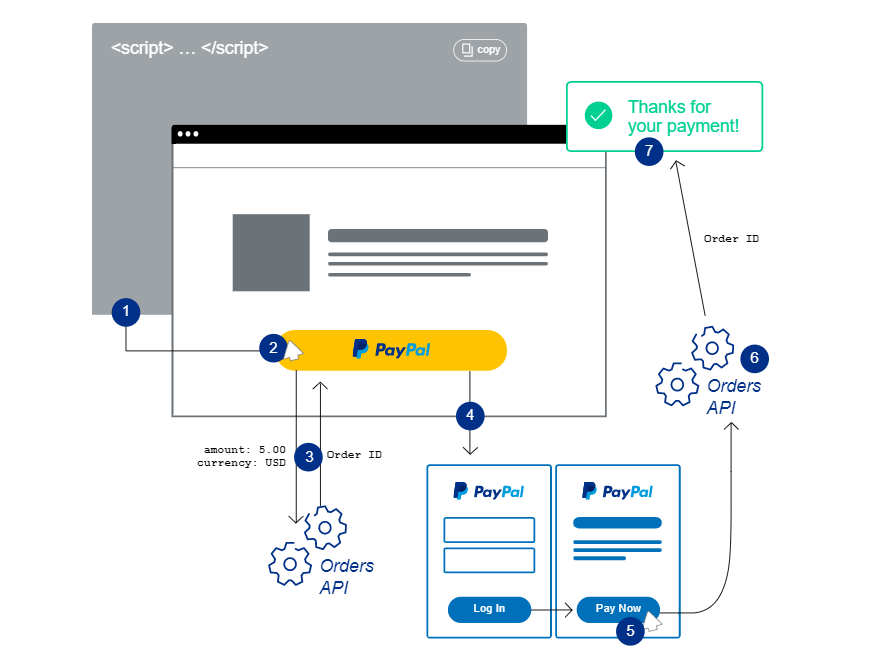 <script> … </script>
copy
Thanks for
your payment!
7
Order ID
1
2
PayPal
6
Orders
API
4
amount: 5.00
currency: USD
3
Order ID
PayPal
PayPal
Orders
API
Log In
Pay Now
5